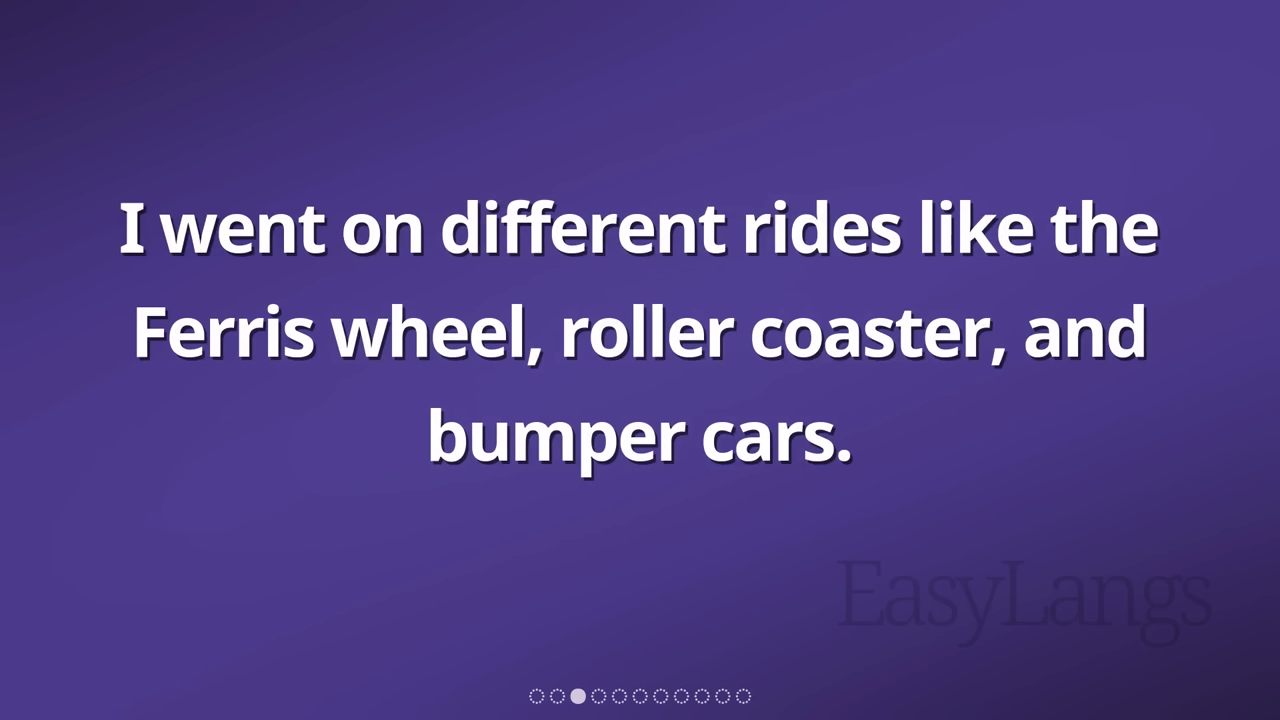 I went on different rides like the
Ferris wheel, roller coaster, and
bumper cars.
EasyLangs